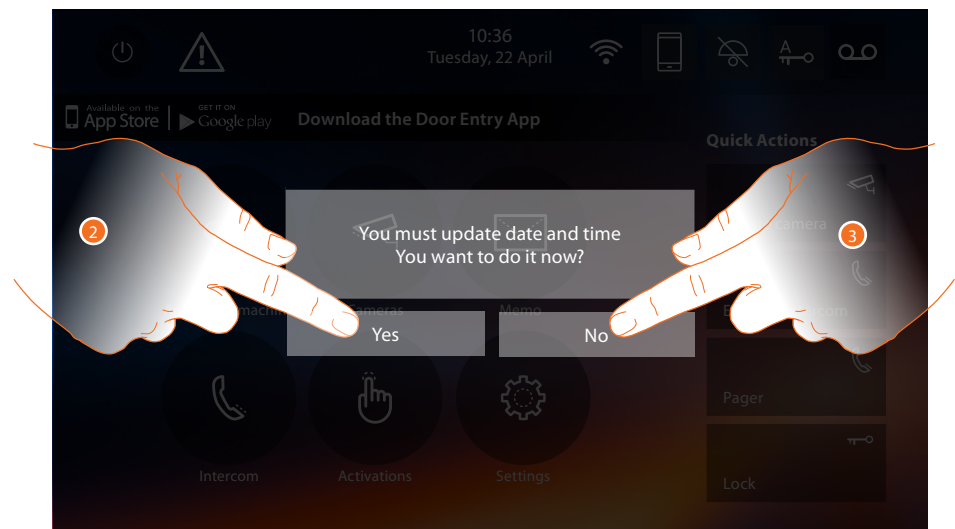 10:36
Tuesday, 22 April
A
Available on the
App Store
GET IT ON
Google play
Download the Door Entry App
Quick Actions
camera
2
3
You must update date and time
You want to do it now?
Cameras
Memo
Yes
No
Pager
Intercom
Activations
Settings
Lock